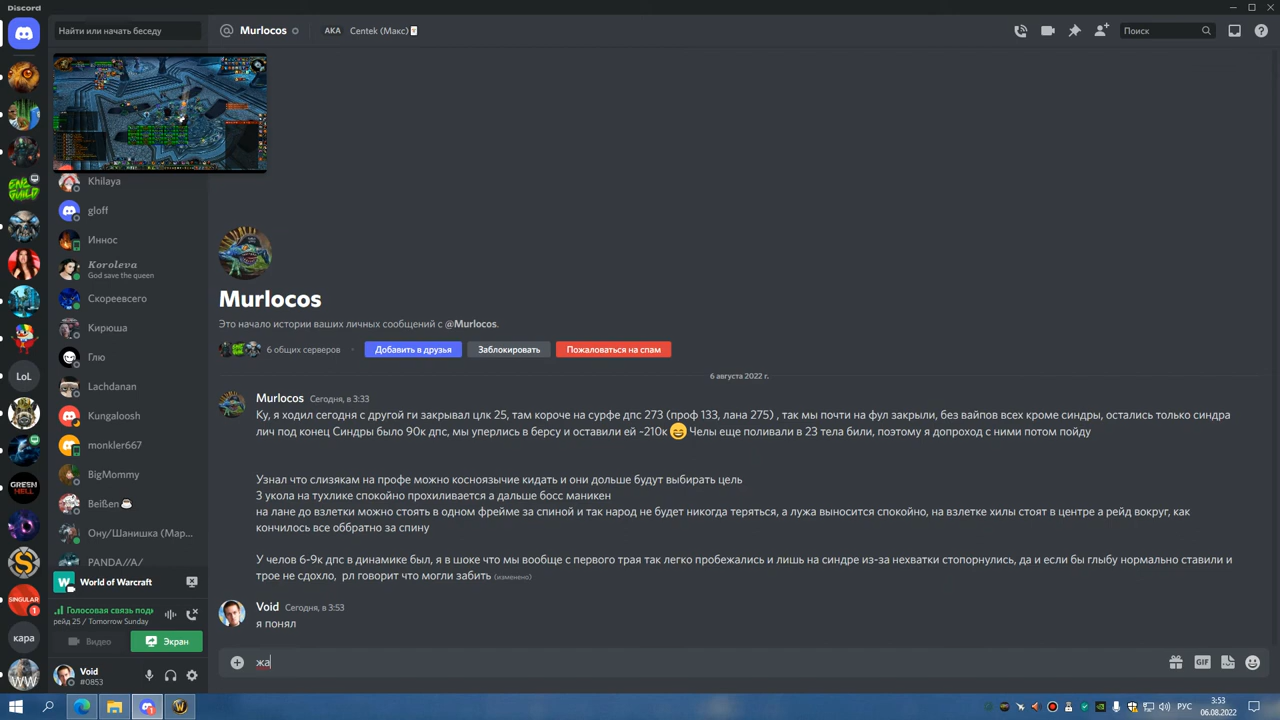 Discord
Найти или начать беседу
Murlocos
AKA Centek (Макс)
Поиск
Khilaya
gloff
Иннос
Koroleva
God save the queen
Скореевсего
Кирюша
Глю
Lachdanan
Kungaloosh
monkler667
BigMommy
Beißen
Ону/Шанишка (Мар...
PANDA//A/
LoL
GREEN HELL
SINGULAR
1
кара
WW
World of Warcraft
Голосовая связь подк
рейд 25 / Tomorrow Sunday
Видео
Экран
Void
#0853
Murlocos
Это начало истории ваших личных сообщений с @Murlocos.
6 общих серверов
Добавить в друзья
Заблокировать
Пожаловаться на спам
6 августа 2022 г.
Murlocos Сегодня, в 3:33
Ку, я ходил сегодня с другой ги закрывал цлк 25, там короче на сурфе дпс 273 (проф 133, лана 275) , так мы почти на фул закрыли, без вайпов всех кроме синдры, остались только синдра
лич под конец Синдры было 90к дпс, мы уперлись в берсу и оставили ей ~210к Челы еще поливали в 23 тела били, поэтому я допроход с ними потом пойду
Узнал что слизякам на профе можно косноязычие кидать и они дольше будут выбирать цель
3 укола на тухлике спокойно прохиливается а дальше босс маникен
на лане до взлетки можно стоять в одном фрейме за спиной и так народ не будет никогда теряться, а лужа выносится спокойно, на взлетке хилы стоят в центре а рейд вокруг, как
кончилось все оббратно за спину
У челов 6-9к дпс в динамике был, я в шоке что мы вообще с первого трая так легко пробежались и лишь на синдре из-за нехватки стопорнулись, да и если бы глыбу нормально ставили и
трое не сдохло, рл говорит что могли забить (изменено)
Void Сегодня, в 3:53
я понял
жа
GIF
РУС
3:53
06.08.2022